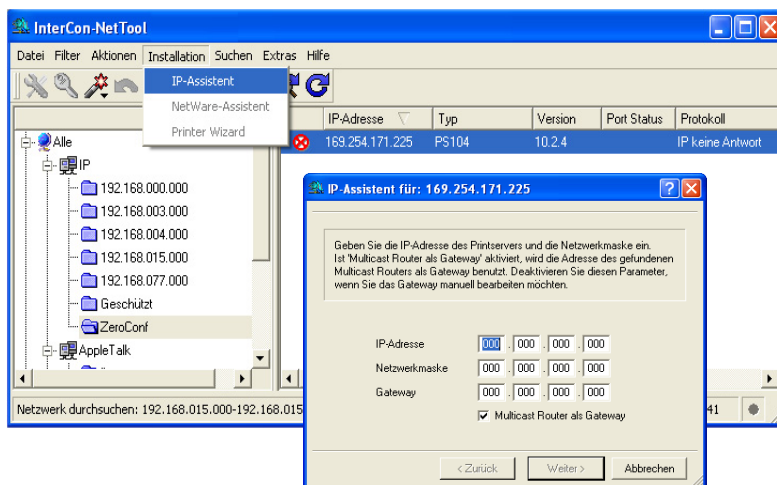 InterCon-NetTool
Datei Filter Aktionen Installation Suchen Extras Hilfe
IP-Assistent
NetWare-Assistent
Printer Wizard
IP-Adresse Typ Version Port Status Protokoll
169.254.171.225 PS104 10.2.4 IP keine Antwort
Alle
IP
192.168.000.000
192.168.003.000
192.168.004.000
192.168.015.000
192.168.077.000
Geschützt
ZeroConf
AppleTalk
Netzwerk durchsuchen: 192.168.015.000-192.168.015
41
IP-Assistent für: 169.254.171.225
Geben Sie die IP-Adresse des Printservers und die Netzwerkmaske ein.
Ist 'Multicast Router als Gateway' aktiviert, wird die Adresse des gefundenen
Multicast Routers als Gateway benutzt. Deaktivieren Sie diesen Parameter,
wenn Sie das Gateway manuell bearbeiten möchten.
IP-Adresse 000 . 000 . 000 . 000
Netzwerkmaske 000 . 000 . 000 . 000
Gateway 000 . 000 . 000 . 000
Multicast Router als Gateway
< Zurück Weiter > Abbrechen